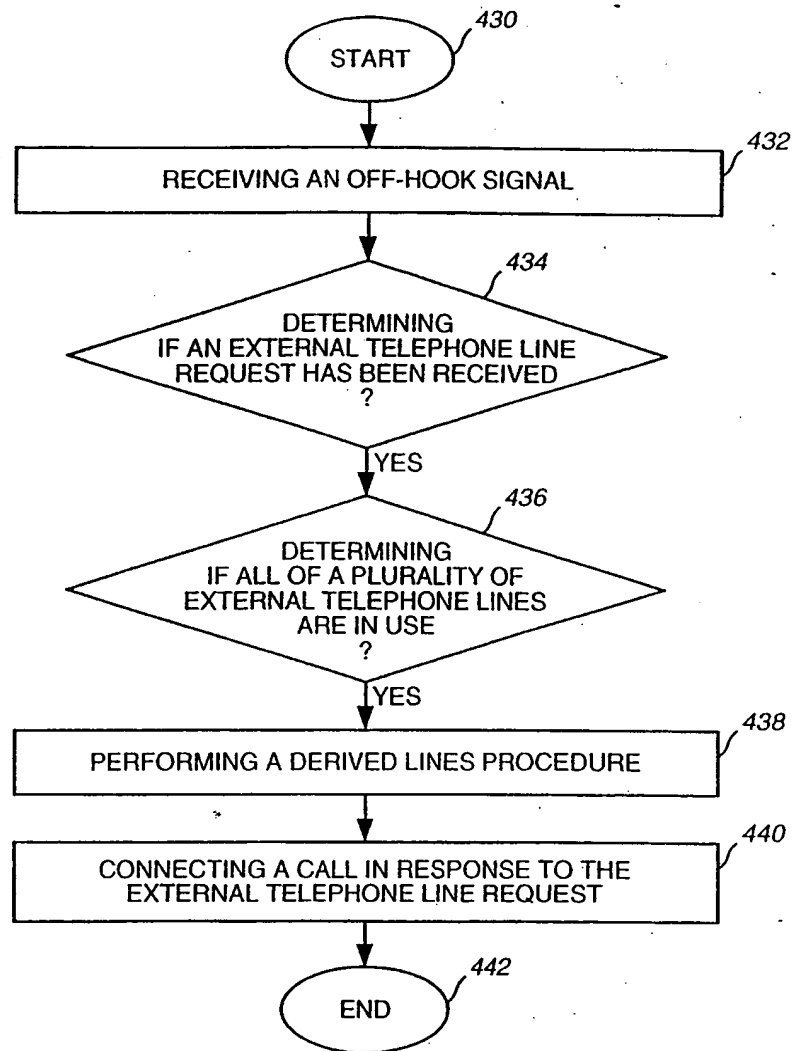 430
START
432
RECEIVING AN OFF-HOOK SIGNAL
434
DETERMINING
IF AN EXTERNAL TELEPHONE LINE
REQUEST HAS BEEN RECEIVED
?
YES
436
DETERMINING
IF ALL OF A PLURALITY OF
EXTERNAL TELEPHONE LINES
ARE IN USE
?
YES
438
PERFORMING A DERIVED LINES PROCEDURE
440
CONNECTING A CALL IN RESPONSE TO THE
EXTERNAL TELEPHONE LINE REQUEST
442
END